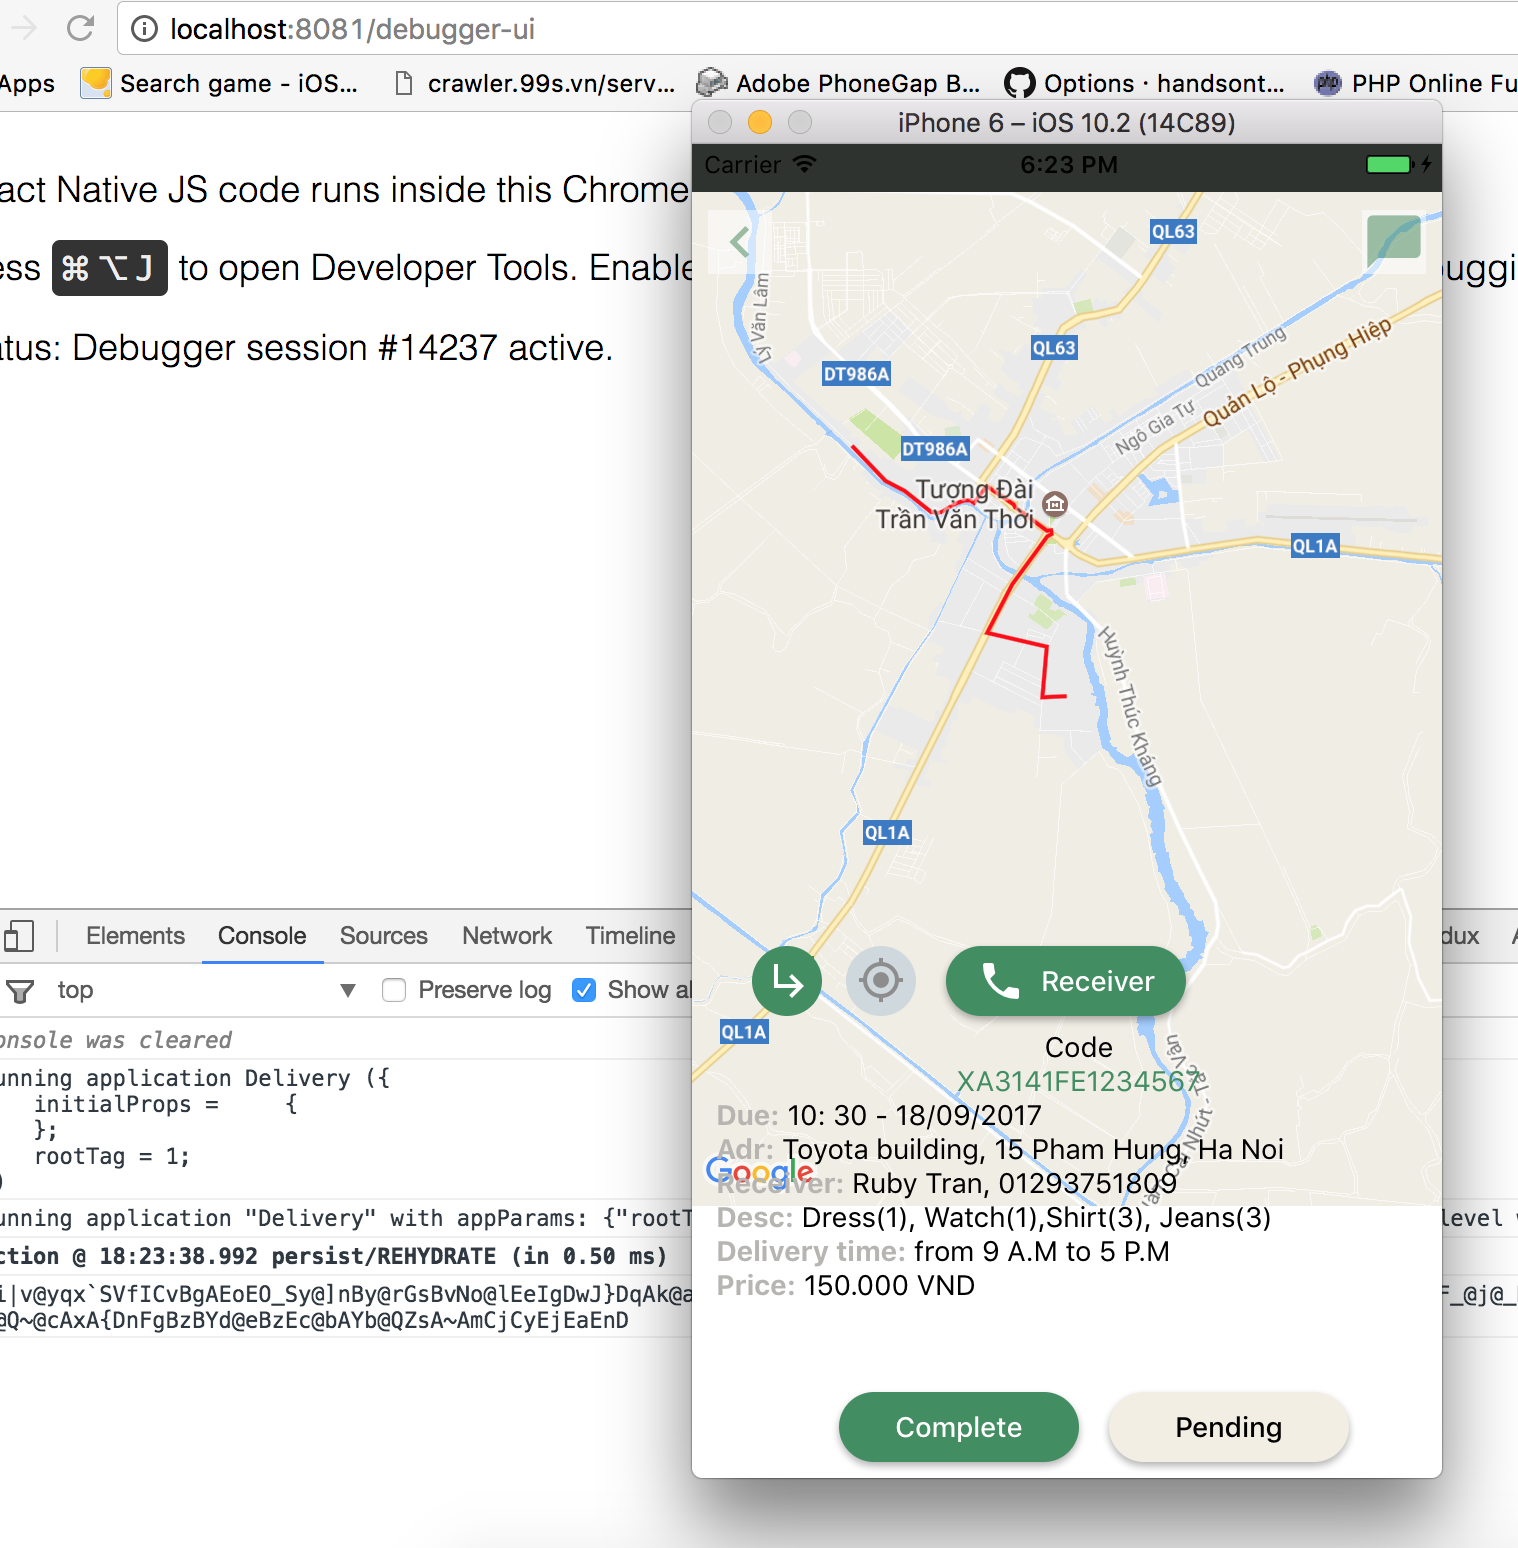 localhost:8081/debugger-ui
Apps
Search game - iOS...
crawler.99s.vn/serv...
Adobe PhoneGap B...
Options · handsont...
PHP Online Fu
act Native JS code runs inside this Chrome
ess ⌘⌥J to open Developer Tools. Enable
uggi
atus: Debugger session #14237 active.
iPhone 6 – iOS 10.2 (14C89)
Carrier
6:23 PM
QL63
Lý Văn Lâm
QL63
DT986A
Quang Trung
Quản Lộ - Phụng Hiệp
Ngô Gia Tự
DT986A
Tượng Đài
Trần Văn Thời
QL1A
Huỳnh Thúc Kháng
QL1A
Receiver
QL1A
Code
XA3141FE1234567
Due: 10: 30 - 18/09/2017
Adr: Toyota building, 15 Pham Hung, Ha Noi
Google
Receiver: Ruby Tran, 01293751809
Desc: Dress(1), Watch(1),Shirt(3), Jeans(3)
Delivery time: from 9 A.M to 5 P.M
Price: 150.000 VND
Complete
Pending
Elements
Console
Sources
Network
Timeline
dux
top
Preserve log
Show al
onsole was cleared
unning application Delivery ({
initialProps = {
};
rootTag = 1;
)
unning application "Delivery" with appParams: {"rootT
level
ction @ 18:23:38.992 persist/REHYDRATE (in 0.50 ms)
i|v@yqx`SVfICvBgAEoEO_Sy@]nBy@rGsBvNo@lEeIgDwJ}DqAk@a
F_@j@_
@Q~@cAxA{DnFgBzBYd@eBzEc@bAYb@QZsA~AmCjCyEjEaEnD